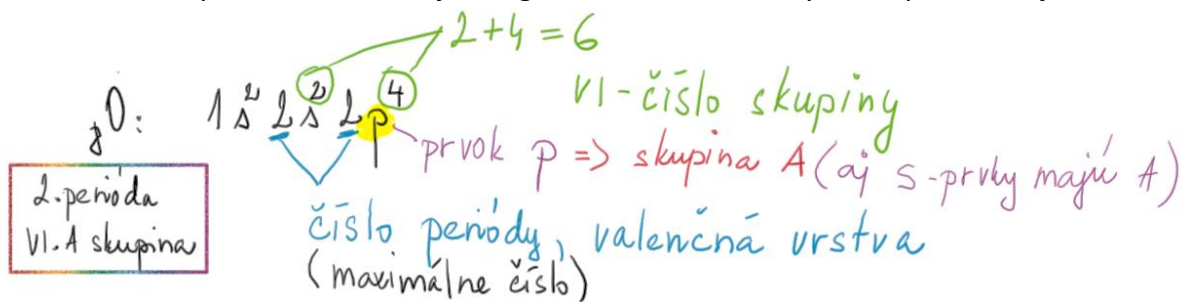 2+4=6
VI-číslo skupiny
₈O: 1s² 2s² 2p⁴
prvok p => skupina A (aj s-prvky majú A)
2. perióda
VI. A skupina
číslo periódy, valenčná vrstva
(maximálne číslo)